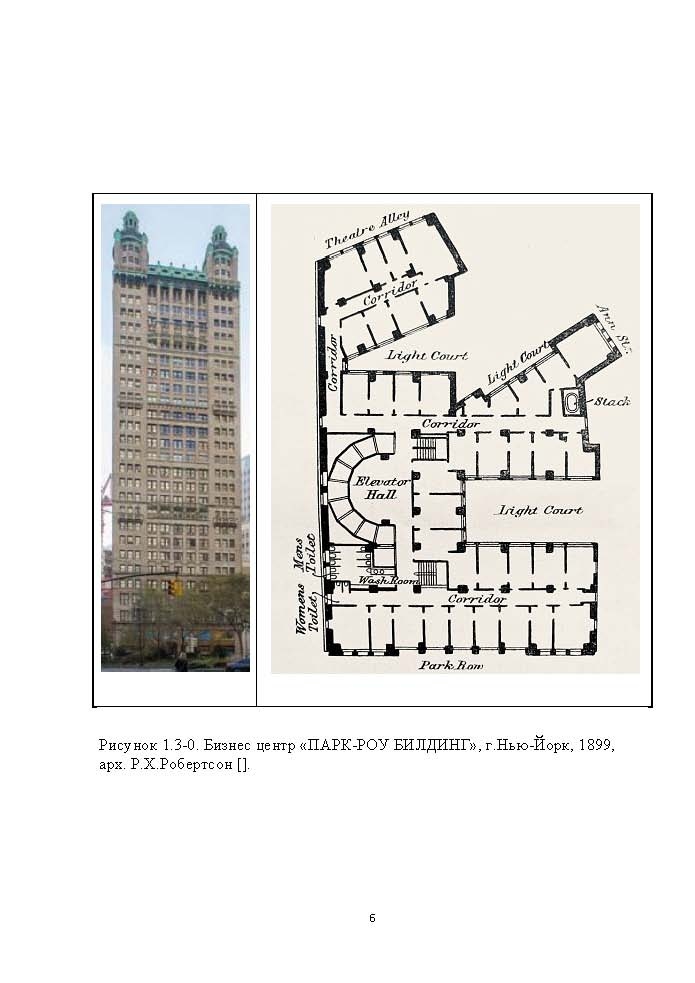 Theatre Alley
Corridor
Corridor
Light Court
Light Court
Ann St.
Stack
Corridor
Elevator
Hall
Light Court
Mens
Toilet
Wash Room
Womens
Toilet
Corridor
Park Row
Рисунок 1.3-0. Бизнес центр «ПАРК-РОУ БИЛДИНГ», г.Нью-Йорк, 1899,
арх. Р.Х.Робертсон [].
6